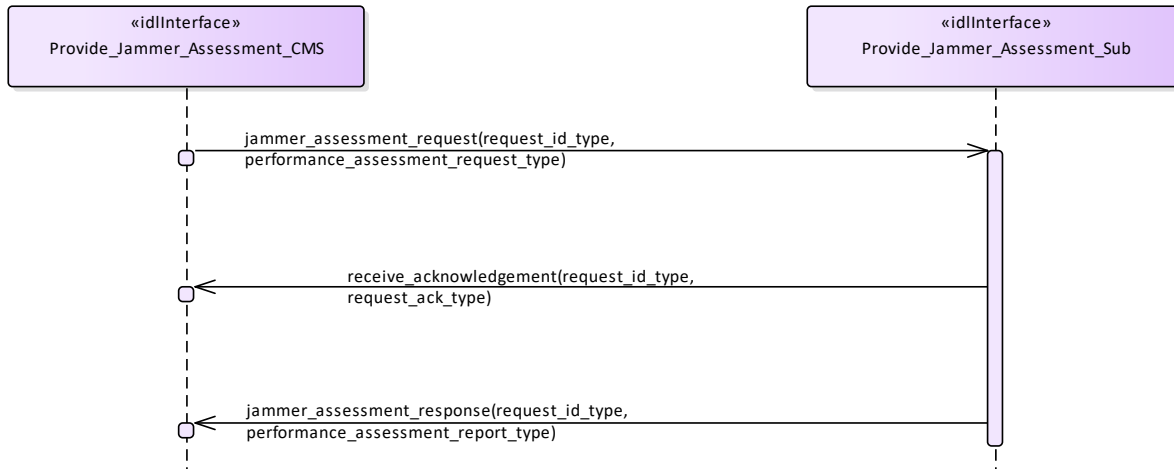 «idlInterface»
Provide_Jammer_Assessment_CMS
«idlInterface»
Provide_Jammer_Assessment_Sub
jammer_assessment_request(request_id_type,
performance_assessment_request_type)
receive_acknowledgement(request_id_type,
request_ack_type)
jammer_assessment_response(request_id_type,
performance_assessment_report_type)